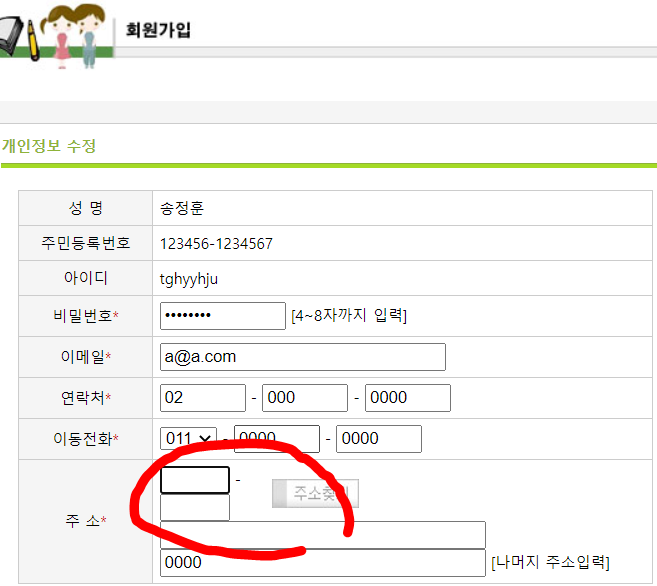 회원가입
개인정보 수정
성 명 송정훈
주민등록번호 123456-1234567
아이디 tghyyhju
비밀번호* •••••••• [4~8자까지 입력]
이메일* a@a.com
연락처* 02 - 000 - 0000
이동전화* 011 - 0000 - 0000
-
주 소* 주소찾기
0000 [나머지 주소입력]